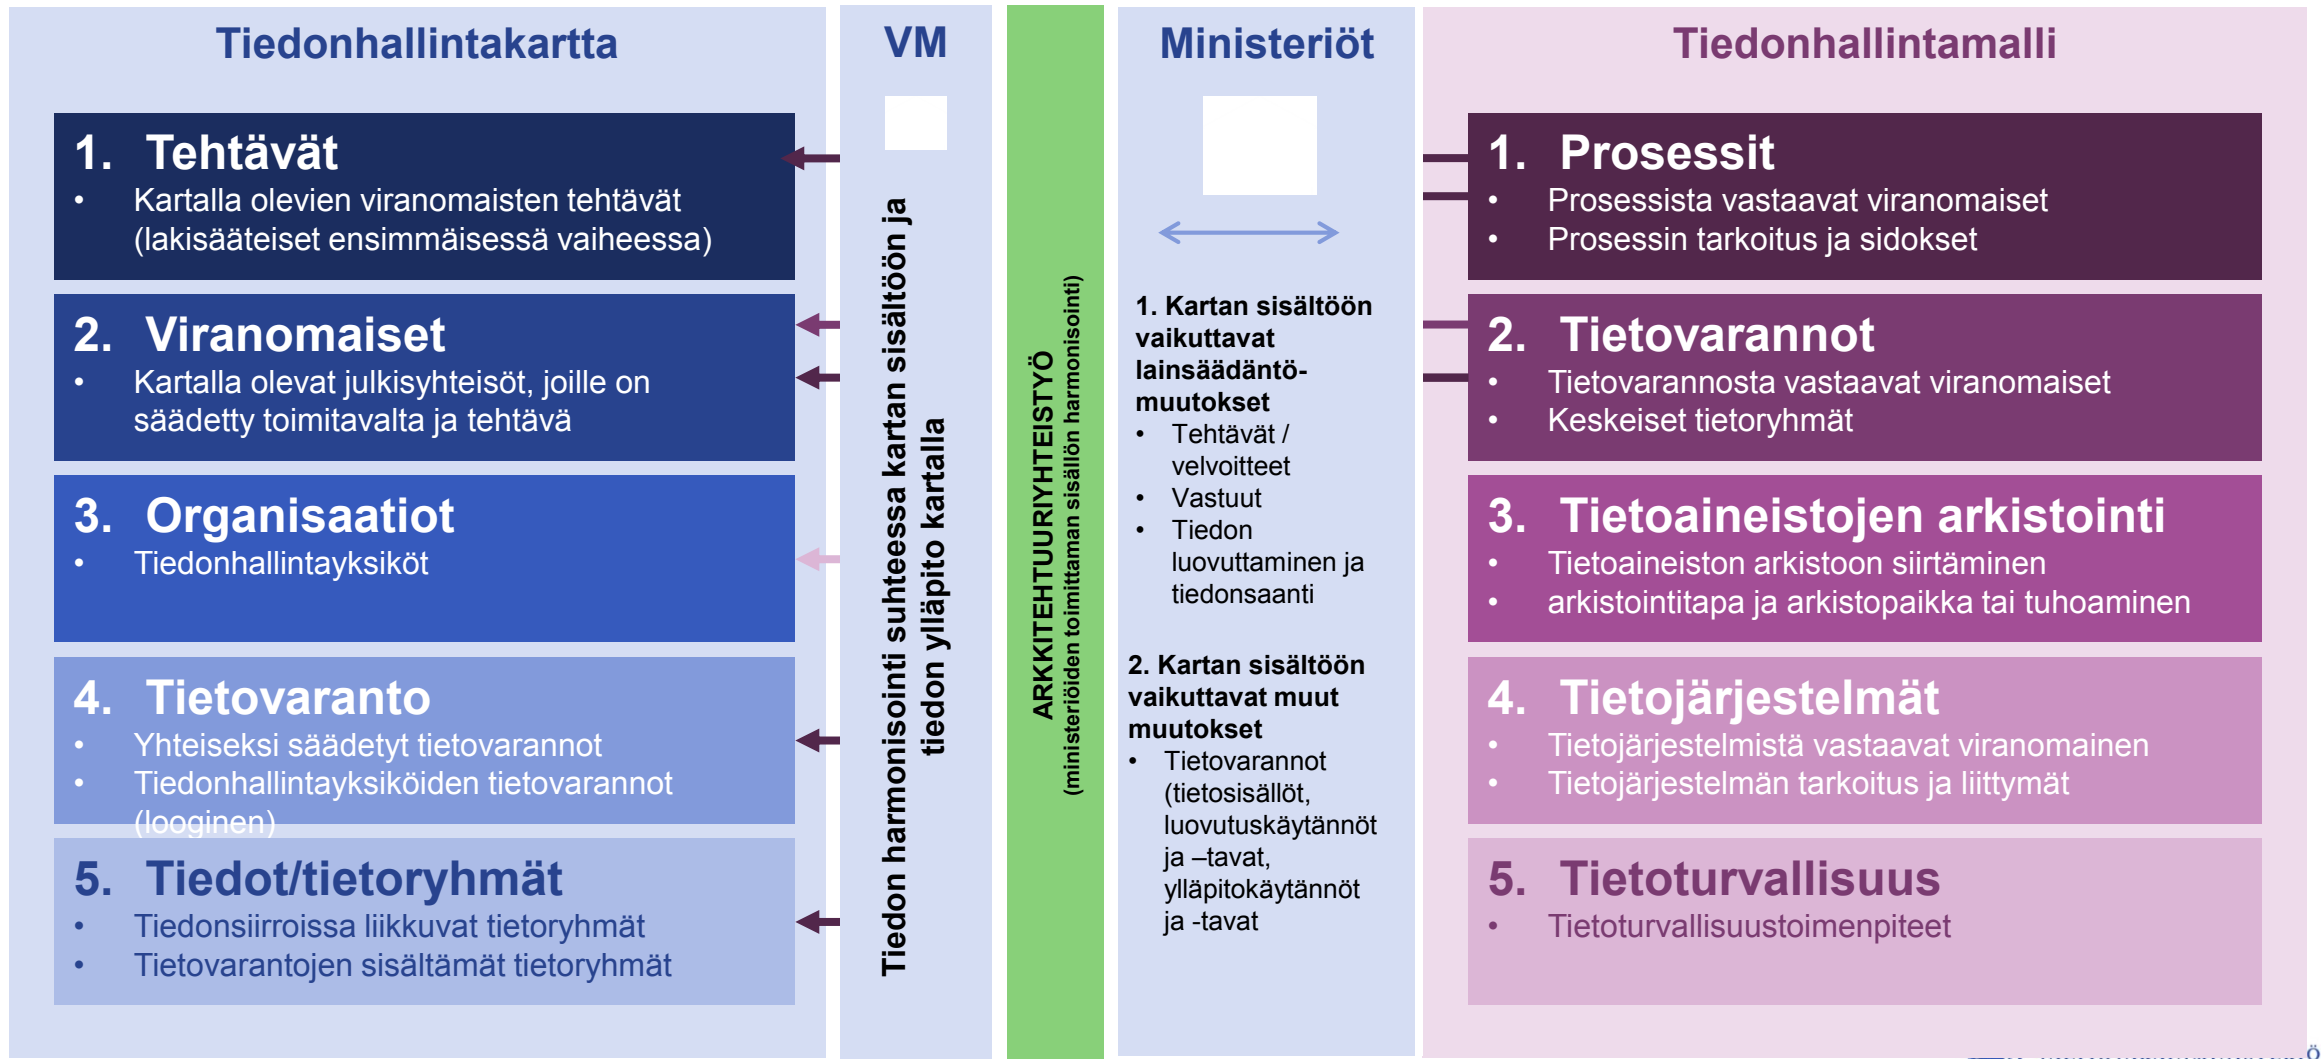 Tiedonhallintakartta
1. Tehtävät
• Kartalla olevien viranomaisten tehtävät
(lakisääteiset ensimmäisessä vaiheessa)
2. Viranomaiset
• Kartalla olevat julkisyhteisöt, joille on
säädetty toimitavalta ja tehtävä
3. Organisaatiot
• Tiedonhallintayksiköt
4. Tietovaranto
• Yhteiseksi säädetyt tietovarannot
• Tiedonhallintayksiköiden tietovarannot
(looginen)
5. Tiedot/tietoryhmät
• Tiedonsiirroissa liikkuvat tietoryhmät
• Tietovarantojen sisältämät tietoryhmät
VM
Tiedon harmonisointi suhteessa kartan sisältöön ja
tiedon ylläpito kartalla
ARKKITEHTUURIYHTEISTYÖ
(ministeriöiden toimittaman sisällön harmonisointi)
Ministeriöt
1. Kartan sisältöön
vaikuttavat
lainsäädäntö-
muutokset
• Tehtävät /
velvoitteet
• Vastuut
• Tiedon
luovuttaminen ja
tiedonsaanti
2. Kartan sisältöön
vaikuttavat muut
muutokset
• Tietovarannot
(tietosisällöt,
luovutuskäytännöt
ja –tavat,
ylläpitokäytännöt
ja -tavat
Tiedonhallintamalli
1. Prosessit
• Prosessista vastaavat viranomaiset
• Prosessin tarkoitus ja sidokset
2. Tietovarannot
• Tietovarannosta vastaavat viranomaiset
• Keskeiset tietoryhmät
3. Tietoaineistojen arkistointi
• Tietoaineiston arkistoon siirtäminen
• arkistointitapa ja arkistopaikka tai tuhoaminen
4. Tietojärjestelmät
• Tietojärjestelmistä vastaavat viranomainen
• Tietojärjestelmän tarkoitus ja liittymät
5. Tietoturvallisuus
• Tietoturvallisuustoimenpiteet